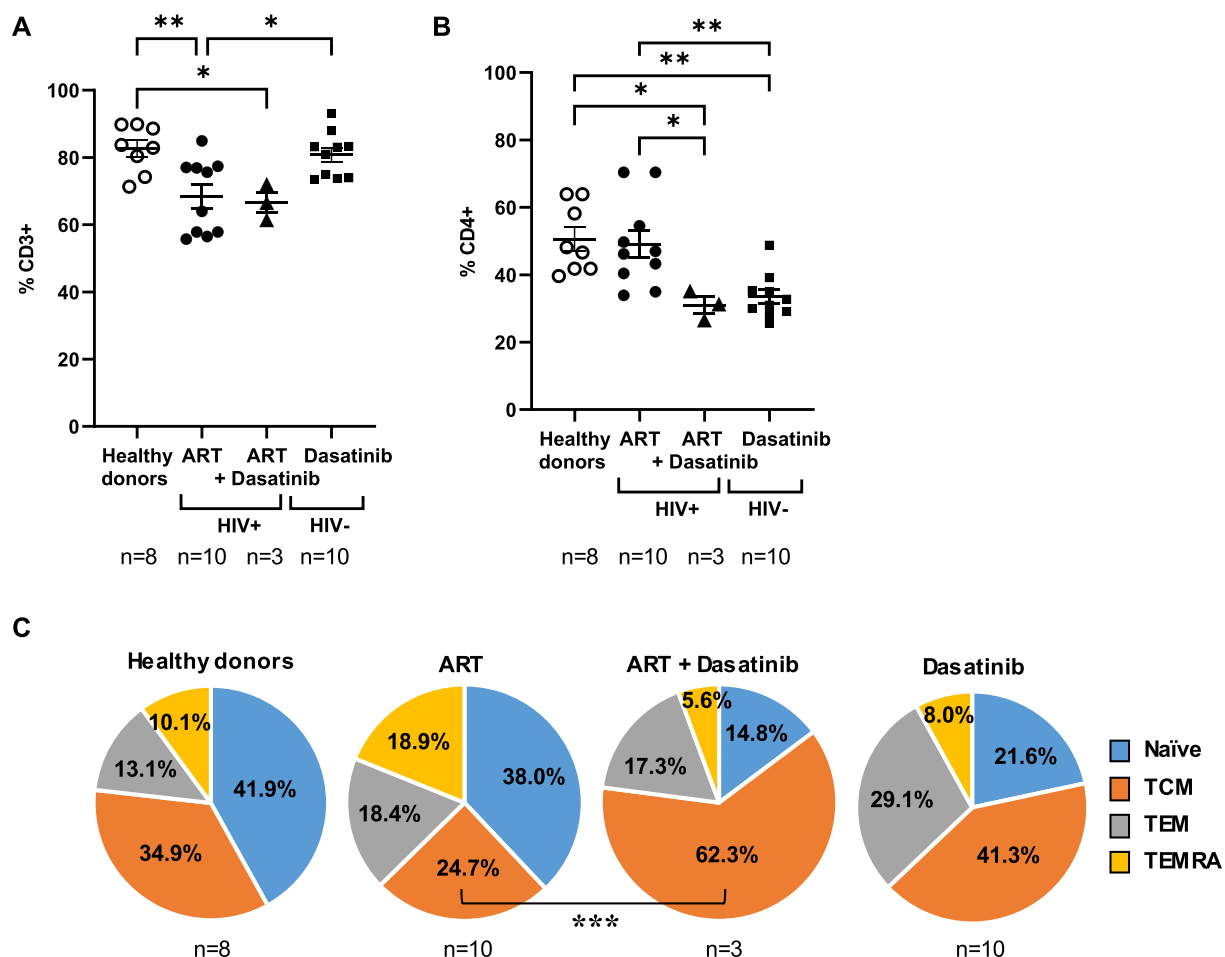 A
** *
*
100
80
60
40
20
0
% CD3+
Healthy donors
ART
ART + Dasatinib
Dasatinib
HIV+
HIV-
n=8 n=10 n=3 n=10
B
**
**
*
*
100
80
60
40
20
0
% CD4+
Healthy donors
ART
ART + Dasatinib
Dasatinib
HIV+
HIV-
n=8 n=10 n=3 n=10
C
Healthy donors
10.1%
13.1%
41.9%
34.9%
n=8
ART
18.9%
38.0%
18.4%
24.7%
n=10
***
ART + Dasatinib
5.6%
14.8%
17.3%
62.3%
n=3
Dasatinib
8.0%
21.6%
29.1%
41.3%
n=10
Naïve
TCM
TEM
TEMRA